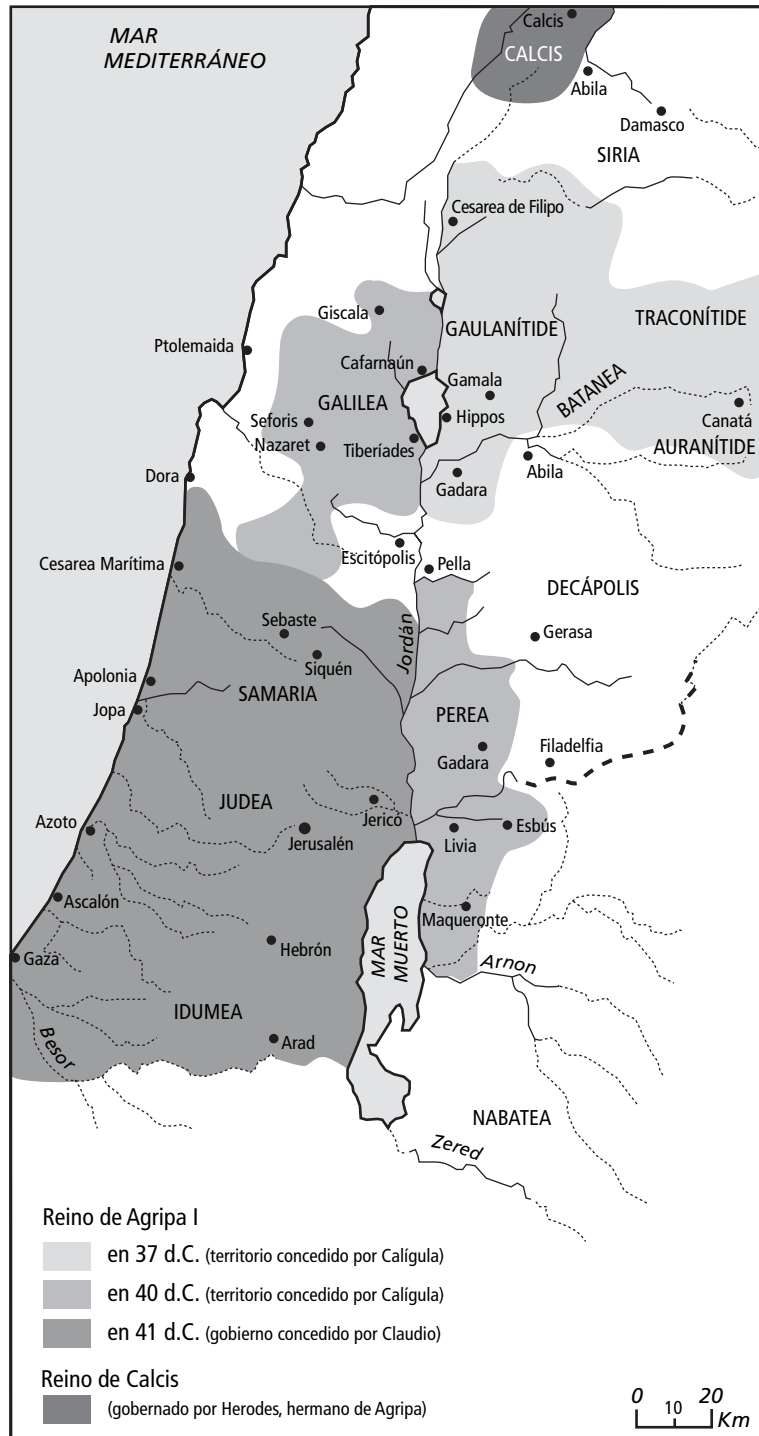 MAR
MEDITERRÁNEO
Calcis
CALCIS
Abila
Damasco
SIRIA
Cesarea de Filipo
Giscala
GAULANÍTIDE
TRACONÍTIDE
Ptolemaida
Cafarnaún
Gamala
BATANEA
GALILEA
Seforis
Hippos
Canatá
Nazaret
Tiberíades
AURANÍTIDE
Dora
Gadara
Abila
Escitópolis
Cesarea Marítima
Pella
DECÁPOLIS
Sebaste
Jordán
Gerasa
Siquén
Apolonia
SAMARIA
Jopa
PEREA
Gadara
Filadelfia
JUDEA
Jericó
Azoto
Jerusalén
Livia
Esbús
Ascalón
Maqueronte
MAR
MUERTO
Hebrón
Gaza
Arnon
IDUMEA
Besor
Arad
NABATEA
Zered
Reino de Agripa I
en 37 d.C. (territorio concedido por Calígula)
en 40 d.C. (territorio concedido por Calígula)
en 41 d.C. (gobierno concedido por Claudio)
Reino de Calcis
(gobernado por Herodes, hermano de Agripa)
0 10 20
Km